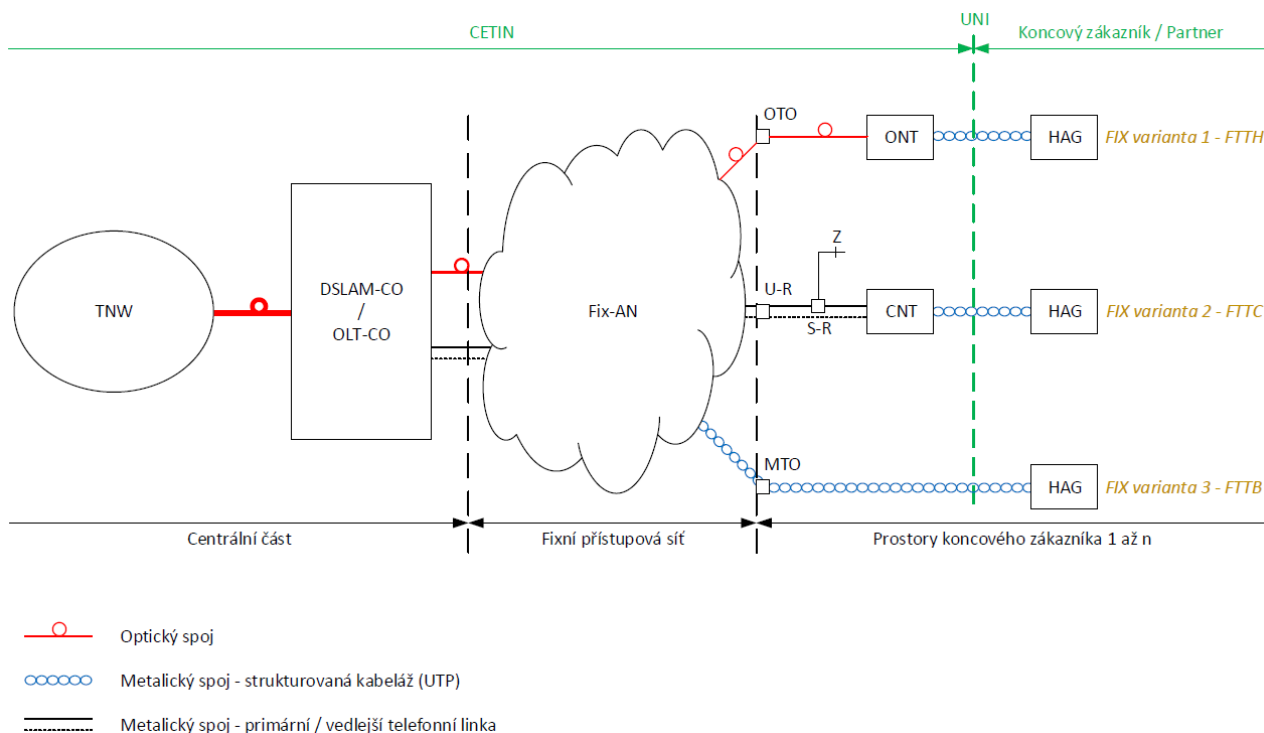 CETIN
UNI
Koncový zákazník / Partner
OTO
ONT
HAG
FIX varianta 1 - FTTH
Z
TNW
DSLAM-CO
/
OLT-CO
Fix-AN
U-R
S-R
CNT
HAG
FIX varianta 2 - FTTC
MTO
HAG
FIX varianta 3 - FTTB
Centrální část
Fixní přístupová síť
Prostory koncového zákazníka 1 až n
Optický spoj
Metalický spoj - strukturovaná kabeláž (UTP)
Metalický spoj - primární / vedlejší telefonní linka